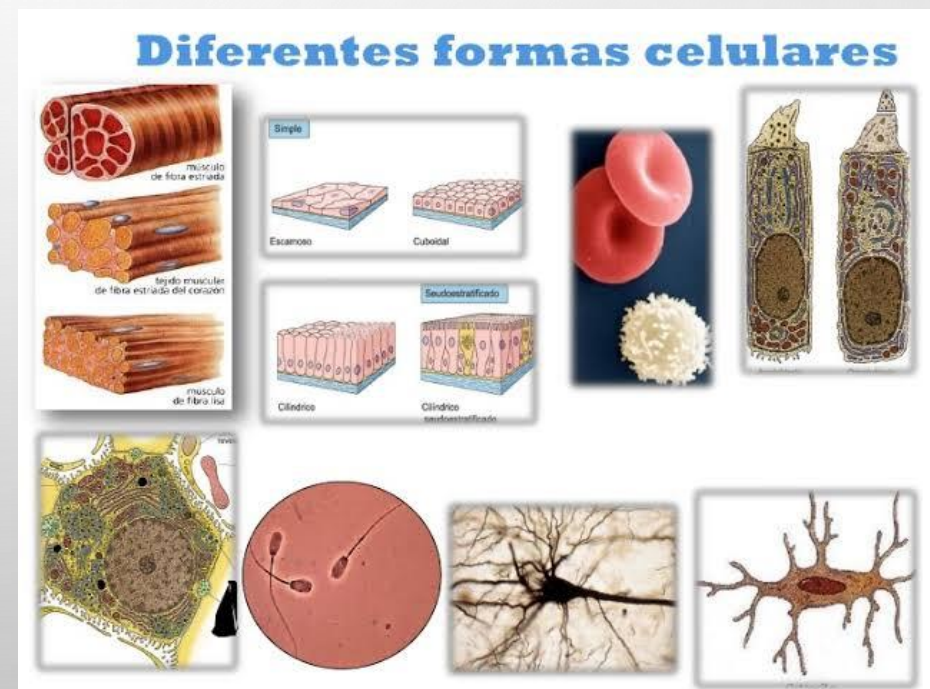 Diferentes formas celulares
músculo
de fibra estriada
tejido muscular
de fibra estriada del corazón
músculo
de fibra lisa
Simple
Escamoso
Cuboidal
Seudoestratificado
Cilíndrico
Cilíndrico
seudoestratificado